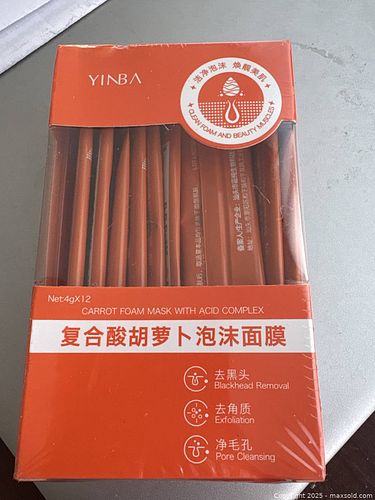 YINBA
洁净泡沫 焕靓美肌
CLEAN FOAM AND BEAUTY MUSCLES
Net:4gX12
CARROT FOAM MASK WITH ACID COMPLEX
复合酸胡萝卜泡沫面膜
去黑头
Blackhead Removal
去角质
Exfoliation
净毛孔
Pore Cleansing
Copyright 2025 - maxsold.com